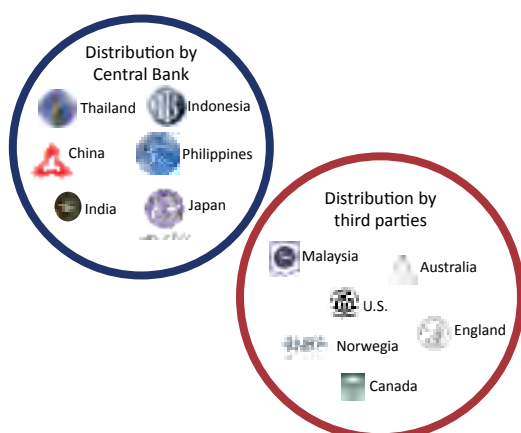 Distribution by
Central Bank
Thailand Indonesia
China Philippines
India Japan
Distribution by
third parties
Malaysia Australia
U.S.
England
Norwegia
Canada